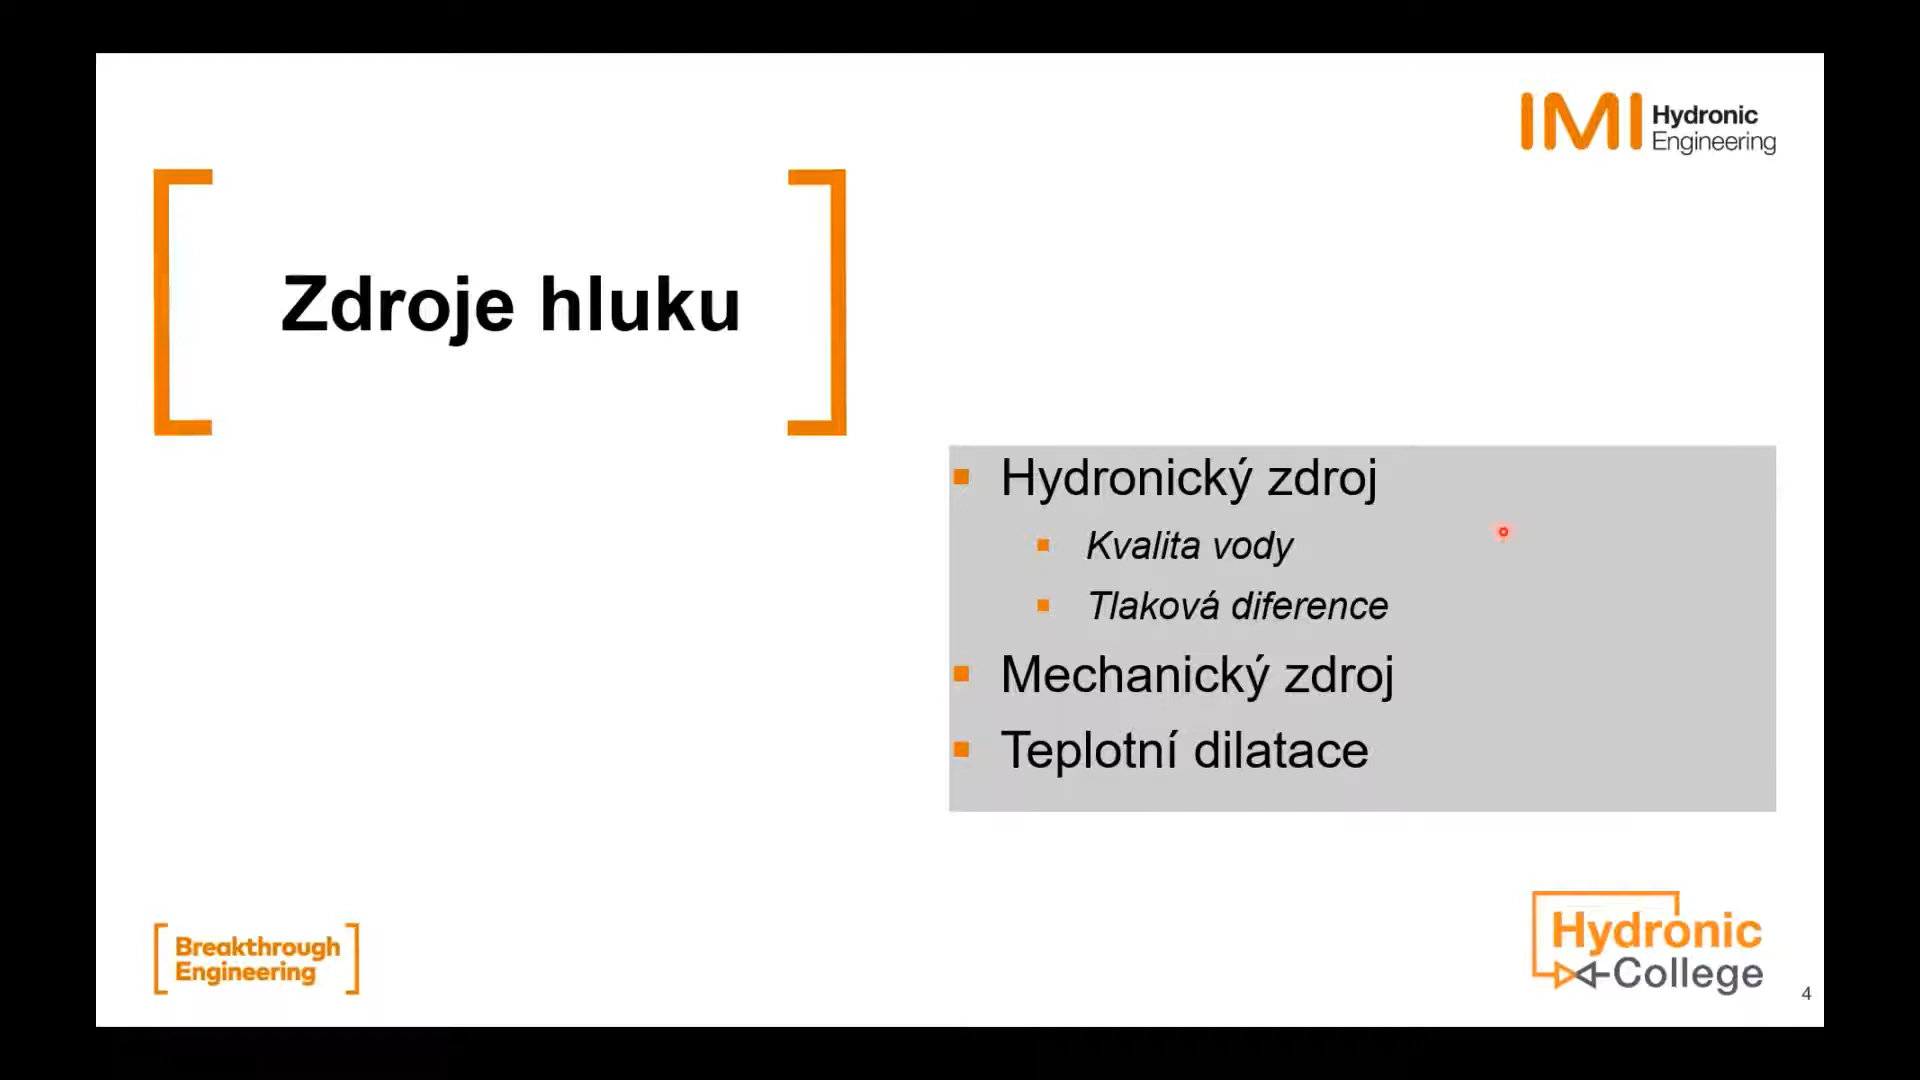 IMI Hydronic
Engineering
Zdroje hluku
Hydronický zdroj
Kvalita vody
Tlaková diference
Mechanický zdroj
Teplotní dilatace
Breakthrough
Engineering
Hydronic
College
4